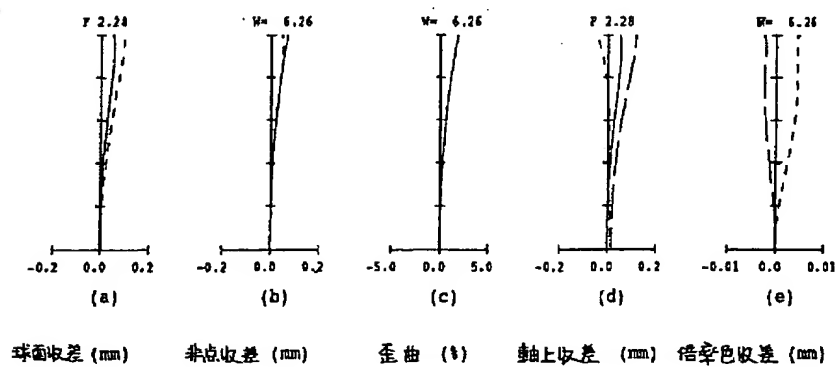 F 2.28 W= 6.26 W= 6.26 F 2.28 W= 6.26
-0.2 0.0 0.2 -0.2 0.0 0.2 -5.0 0.0 5.0 -0.2 0.0 0.2 -0.01 0.0 0.01
(a) (b) (c) (d) (e)
球面収差 (mm) 非点収差 (mm) 歪曲 (%) 軸上収差 (mm) 倍率色収差 (mm)